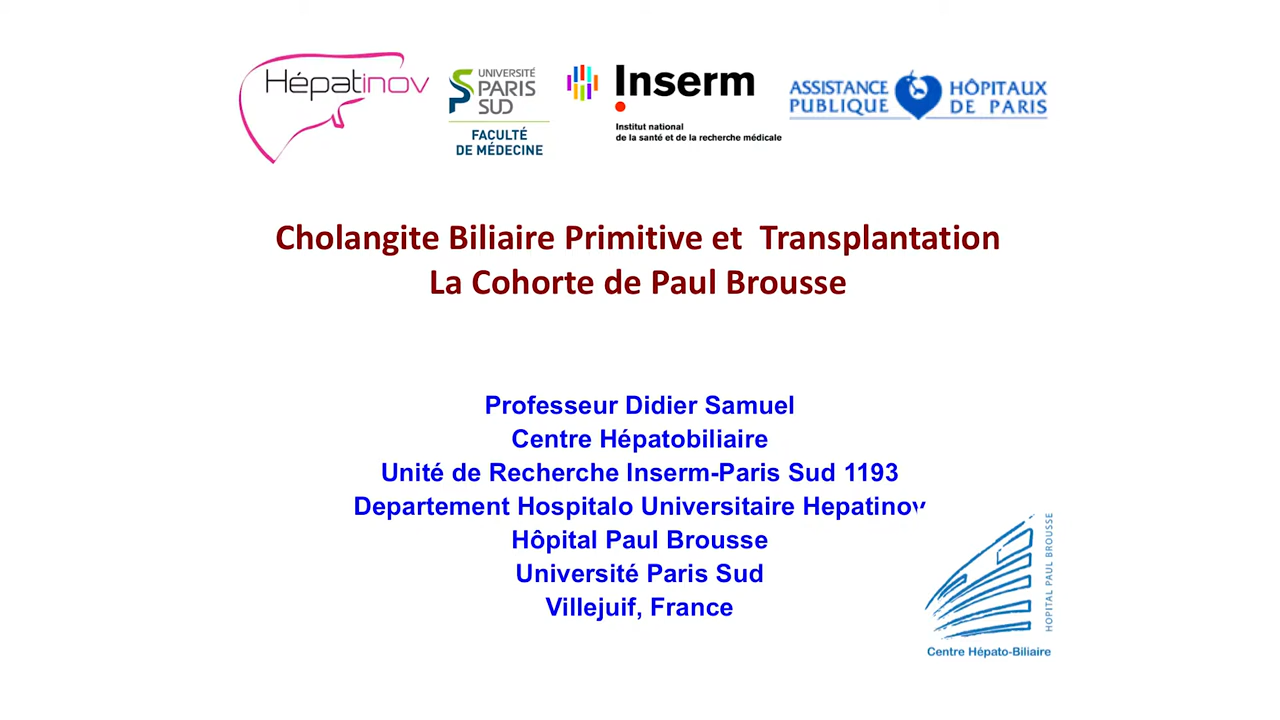 Hépatinov
UNIVERSITÉ
PARIS
SUD
FACULTÉ
DE MÉDECINE
Inserm
Institut national
de la santé et de la recherche médicale
ASSISTANCE HÔPITAUX
PUBLIQUE DE PARIS
Cholangite Biliaire Primitive et Transplantation
La Cohorte de Paul Brousse
Professeur Didier Samuel
Centre Hépatobiliaire
Unité de Recherche Inserm-Paris Sud 1193
Departement Hospitalo Universitaire Hepatinov
Hôpital Paul Brousse
Université Paris Sud
Villejuif, France
HOPITAL PAUL BROUSSE
Centre Hépato-Biliaire